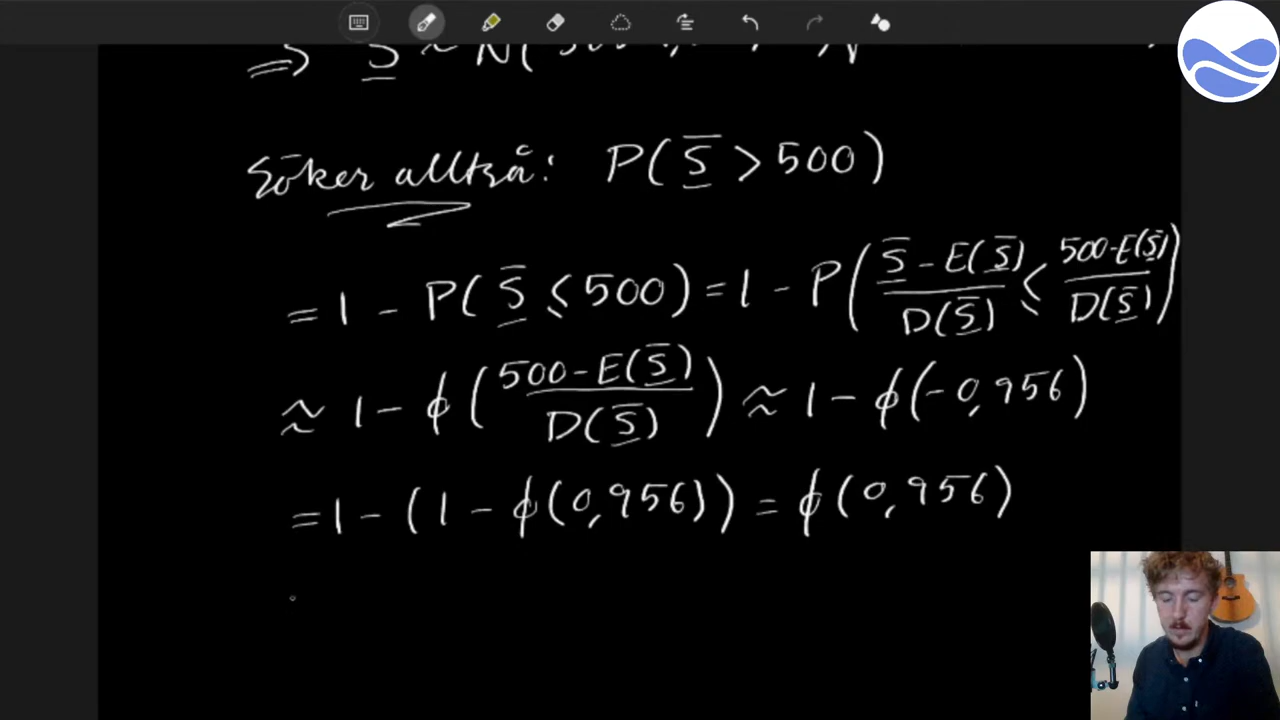 ⇒ S̄ ~ N(
Söker alltså: P(S̄ > 500)
= 1 - P(S̄ ≤ 500) = 1 - P((S̄ - E(S̄))/D(S̄) ≤ (500-E(S̄))/D(S̄))
≈ 1 - ϕ((500 - E(S̄))/D(S̄)) ≈ 1 - ϕ(-0,956)
= 1 - (1 - ϕ(0,956)) = ϕ(0,956)